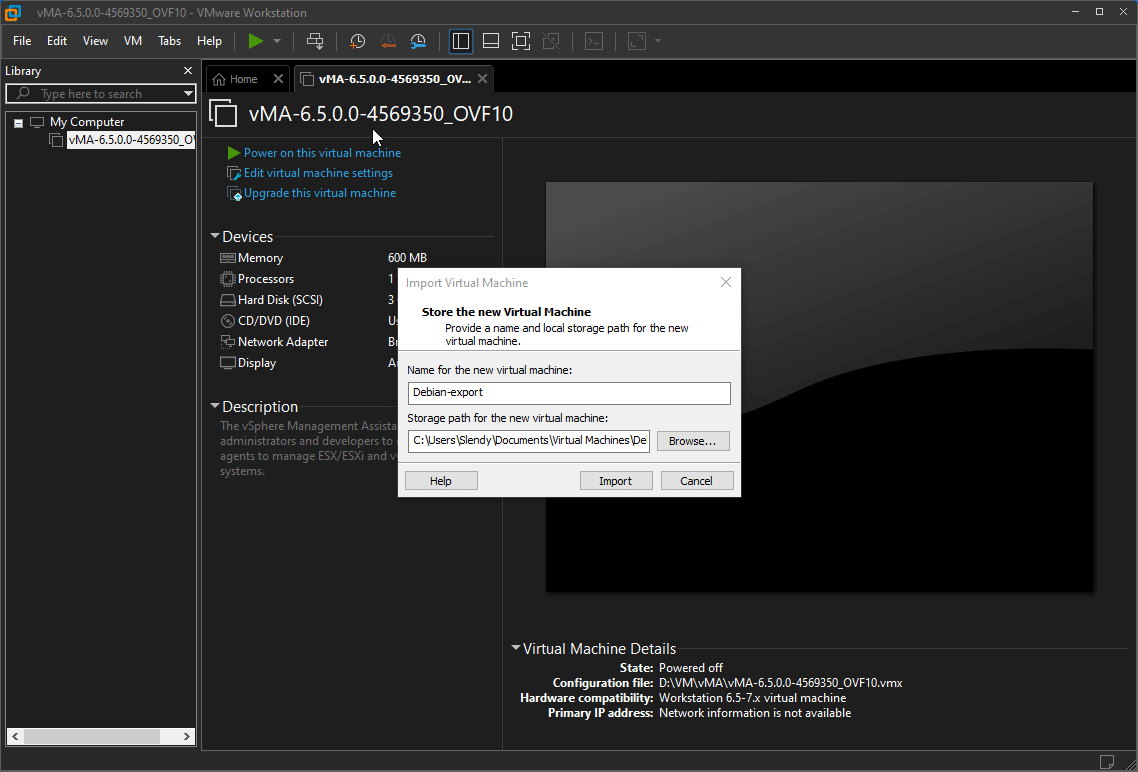 vMA-6.5.0.0-4569350_OVF10 - VMware Workstation
File Edit View VM Tabs Help
Library
Type here to search
My Computer
vMA-6.5.0.0-4569350_O
Home
vMA-6.5.0.0-4569350_OV...
vMA-6.5.0.0-4569350_OVF10
Power on this virtual machine
Edit virtual machine settings
Upgrade this virtual machine
Devices
Memory 600 MB
Processors 1
Hard Disk (SCSI) 3
CD/DVD (IDE)
Network Adapter
Display
Description
The vSphere Management Assista
administrators and developers to
agents to manage ESX/ESXi and
systems.
Import Virtual Machine
Store the new Virtual Machine
Provide a name and local storage path for the new
virtual machine.
Name for the new virtual machine:
Debian-export
Storage path for the new virtual machine:
C:\Users\Slendy\Documents\Virtual Machines\De
Browse...
Help Import Cancel
Virtual Machine Details
State: Powered off
Configuration file: D:\VM\vMA\vMA-6.5.0.0-4569350_OVF10.vmx
Hardware compatibility: Workstation 6.5-7.x virtual machine
Primary IP address: Network information is not available